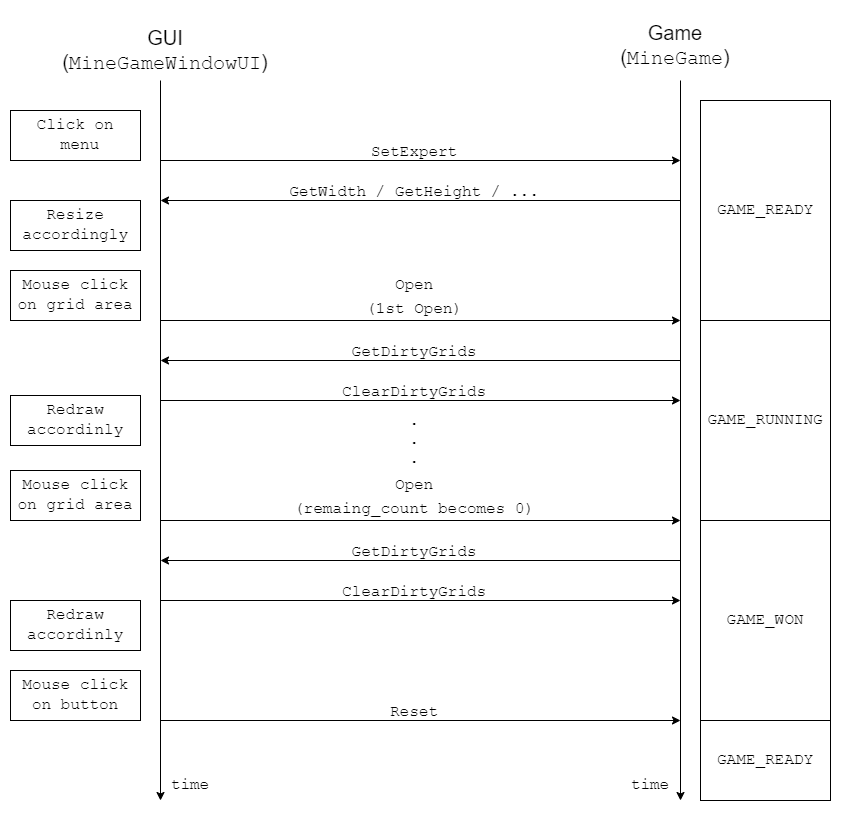 GUI
(MineGameWindowUI)
Game
(MineGame)
Click on
menu
SetExpert
GetWidth / GetHeight / ...
Resize
accordingly
GAME_READY
Mouse click
on grid area
Open
(1st Open)
GetDirtyGrids
ClearDirtyGrids
Redraw
accordinly
.
.
.
GAME_RUNNING
Mouse click
on grid area
Open
(remaing_count becomes 0)
GetDirtyGrids
ClearDirtyGrids
Redraw
accordinly
GAME_WON
Mouse click
on button
Reset
GAME_READY
time
time